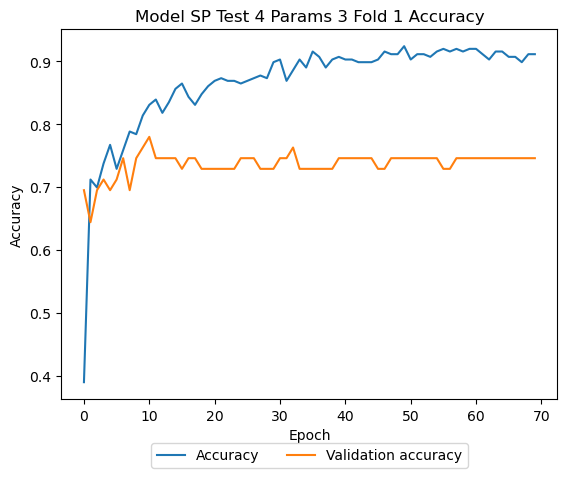 Model SP Test 4 Params 3 Fold 1 Accuracy
0.9
0.8
0.7
0.6
0.5
0.4
Accuracy
0 10 20 30 40 50 60 70
Epoch
Accuracy Validation accuracy